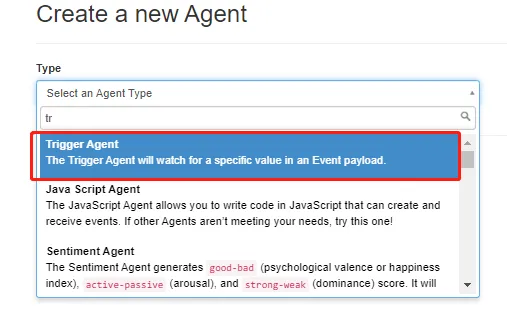 Create a new Agent
Type
Select an Agent Type
tr
Trigger Agent
The Trigger Agent will watch for a specific value in an Event payload.
Java Script Agent
The JavaScript Agent allows you to write code in JavaScript that can create and
receive events. If other Agents aren't meeting your needs, try this one!
Sentiment Agent
The Sentiment Agent generates good-bad (psychological valence or happiness
index), active-passive (arousal), and strong-weak (dominance) score. It will